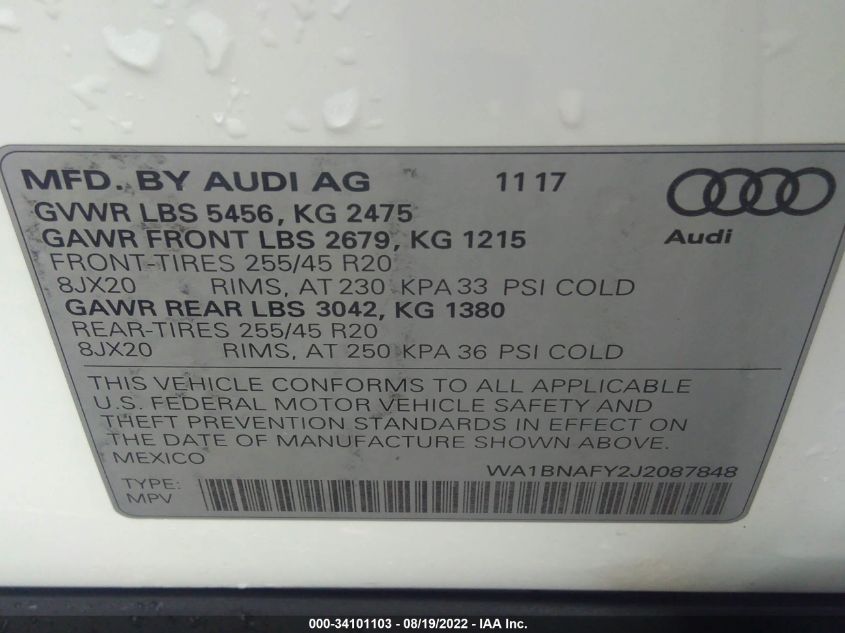 MFD. BY AUDI AG 11 17
GVWR LBS 5456, KG 2475
GAWR FRONT LBS 2679, KG 1215
Audi
FRONT-TIRES 255/45 R20
8JX20 RIMS, AT 230 KPA 33 PSI COLD
GAWR REAR LBS 3042, KG 1380
REAR-TIRES 255/45 R20
8JX20 RIMS, AT 250 KPA 36 PSI COLD
THIS VEHICLE CONFORMS TO ALL APPLICABLE
U.S. FEDERAL MOTOR VEHICLE SAFETY AND
THEFT PREVENTION STANDARDS IN EFFECT ON
THE DATE OF MANUFACTURE SHOWN ABOVE.
MEXICO WA1BNAFY2J2087848
TYPE:
MPV
000-34101103 - 08/19/2022 - IAA Inc.